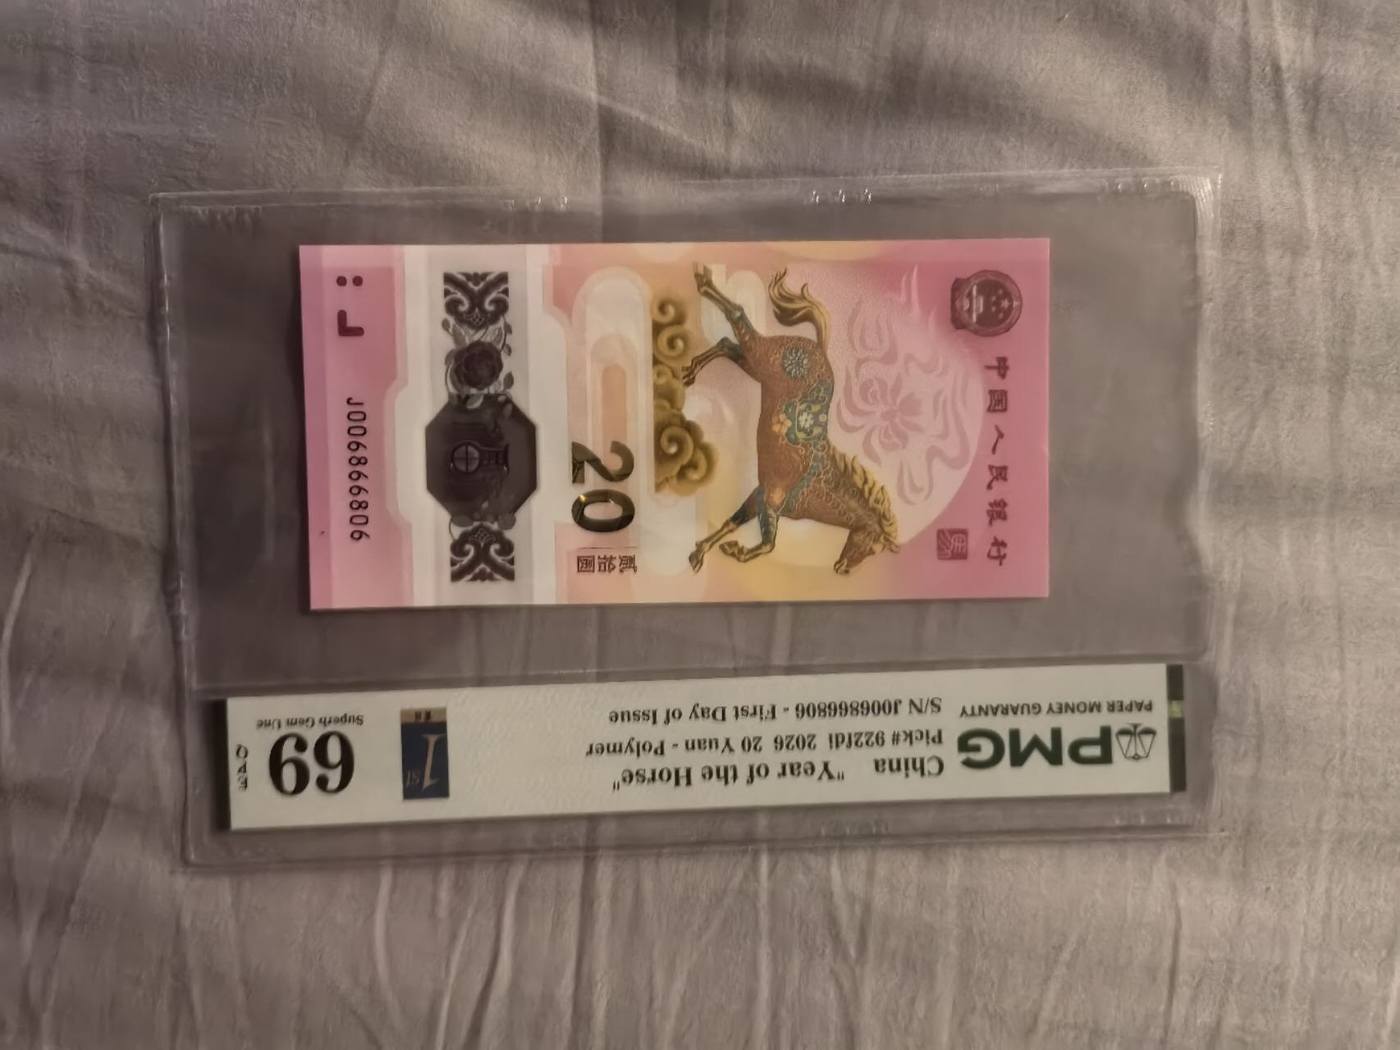 中国人民银行
20
贰拾圆
J006866806
PMG
PAPER MONEY GUARANTY
China "Year of the Horse"
Pick# 922fdi 2026 20 Yuan - Polymer
S/N J006866806 - First Day of Issue
1ST
69
Superb Gem Unc